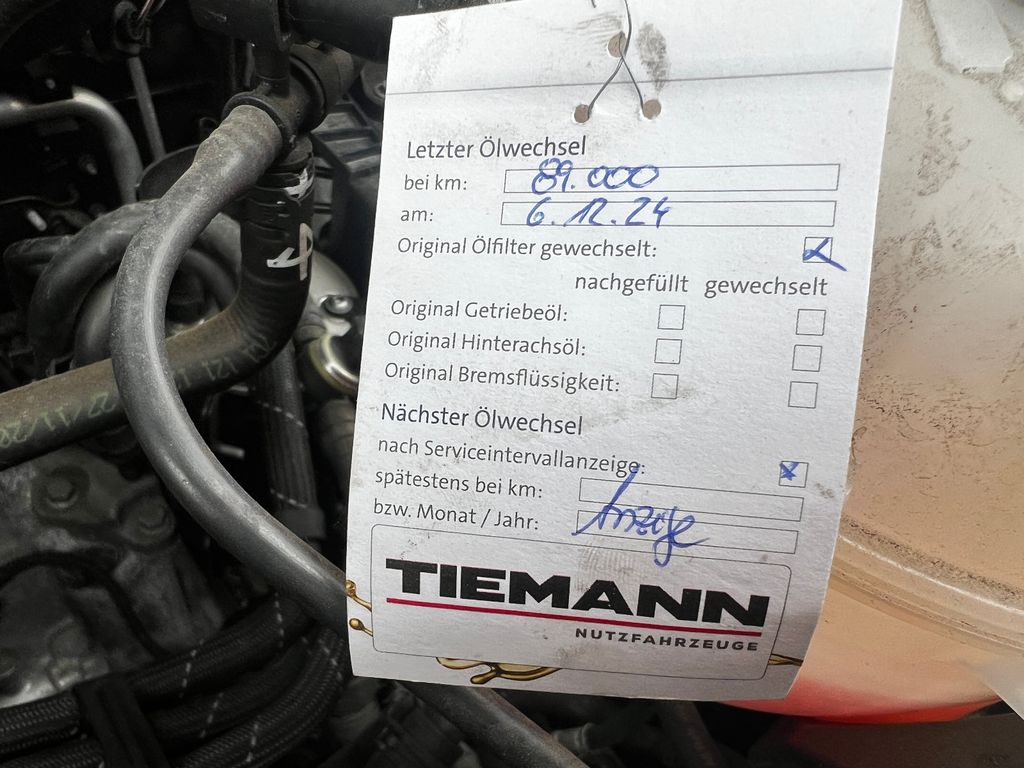 Letzter Ölwechsel
bei km: 89.000
am: 6.12.24
Original Ölfilter gewechselt:
nachgefüllt gewechselt
Original Getriebeöl:
Original Hinterachsöl:
Original Bremsflüssigkeit:
Nächster Ölwechsel
nach Serviceintervallanzeige:
spätestens bei km:
bzw. Monat / Jahr: Anzeige
TIEMANN
NUTZFAHRZEUGE